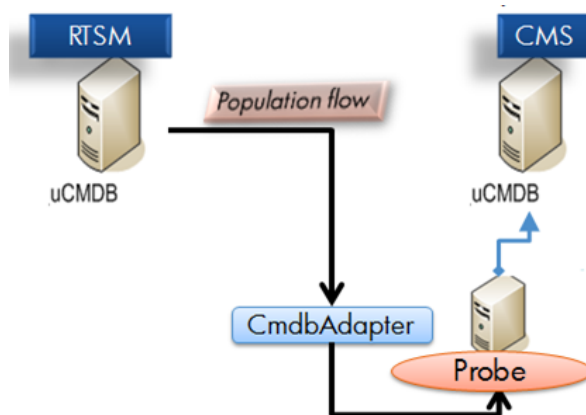 RTSM
CMS
Population flow
uCMDB
uCMDB
CmdbAdapter
Probe